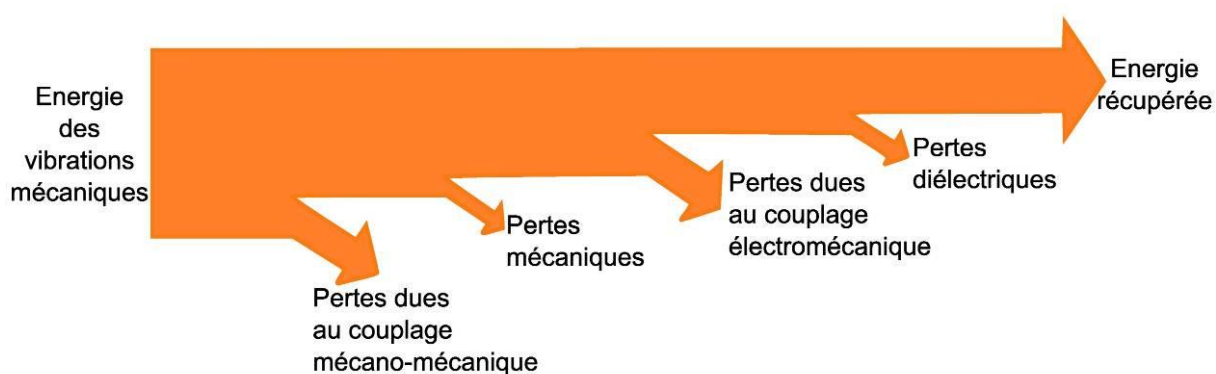 Energie
des
vibrations
mécaniques
Pertes dues
au couplage
mécano-mécanique
Pertes
mécaniques
Pertes dues
au couplage
électromécanique
Pertes
diélectriques
Energie
récupérée